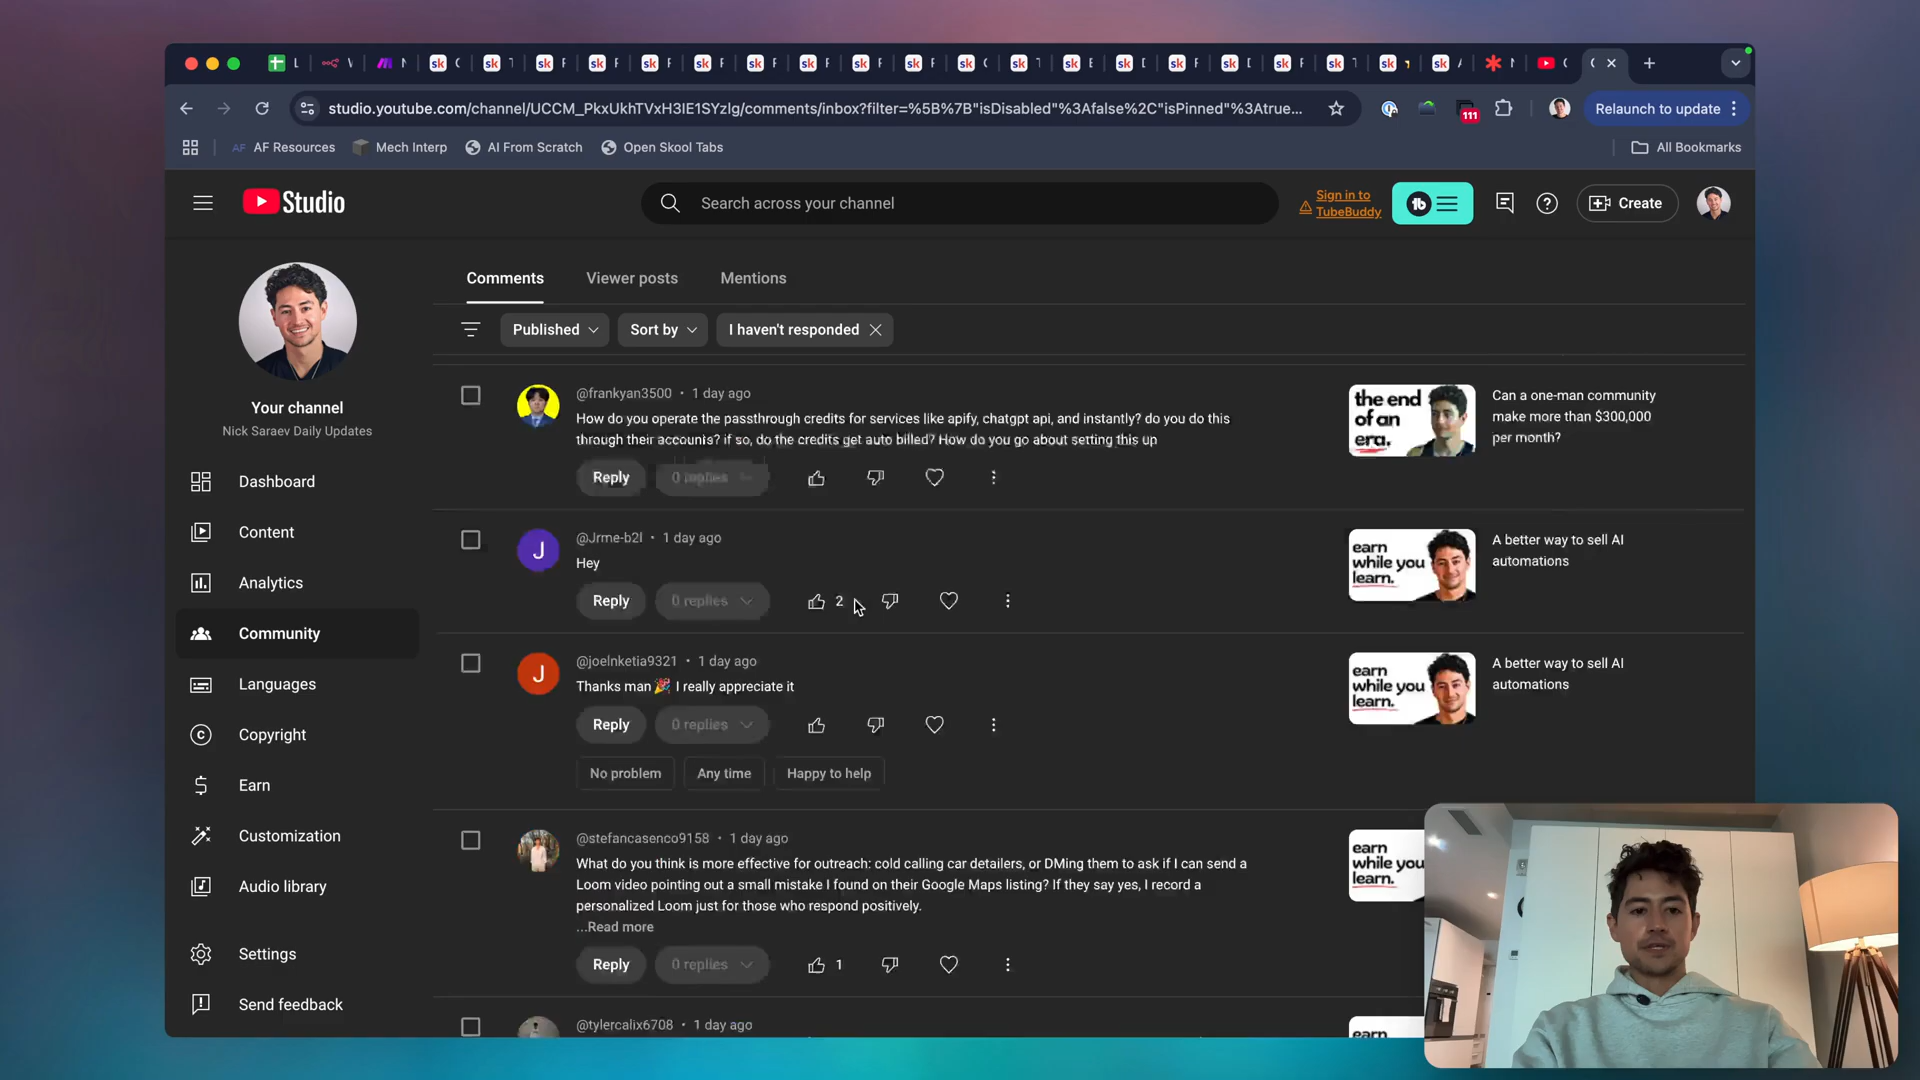 studio.youtube.com/channel/UCCM_PkxUkhTVxH3IE1SYzlg/comments/inbox?filter=%5B%7B"isDisabled"%3Afalse%2C"isPinned"%3Atrue...
111
Relaunch to update
AF Resources
Mech Interp
AI From Scratch
Open Skool Tabs
All Bookmarks
Studio
Search across your channel
Sign in to
TubeBuddy
Create
Your channel
Nick Saraev Daily Updates
Dashboard
Content
Analytics
Community
Languages
Copyright
Earn
Customization
Audio library
Settings
Send feedback
Comments
Viewer posts
Mentions
Published
Sort by
I haven't responded
@frankyan3500 • 1 day ago
How do you operate the passthrough credits for services like apify, chatgpt api, and instantly? do you do this
through their accounts? if so, do the credits get auto billed? How do you go about setting this up
Reply
0 replies
the end
of an
era.
Can a one-man community
make more than $300,000
per month?
@Jrme-b2l • 1 day ago
Hey
Reply
0 replies
2
earn
while you
learn.
A better way to sell AI
automations
@joelnketia9321 • 1 day ago
Thanks man 🎉 I really appreciate it
Reply
0 replies
No problem
Any time
Happy to help
earn
while you
learn.
A better way to sell AI
automations
@stefancasenco9158 • 1 day ago
What do you think is more effective for outreach: cold calling car detailers, or DMing them to ask if I can send a
Loom video pointing out a small mistake I found on their Google Maps listing? If they say yes, I record a
personalized Loom just for those who respond positively.
...Read more
Reply
0 replies
1
earn
while you
learn.
@tylercalix6708 • 1 day ago
earn